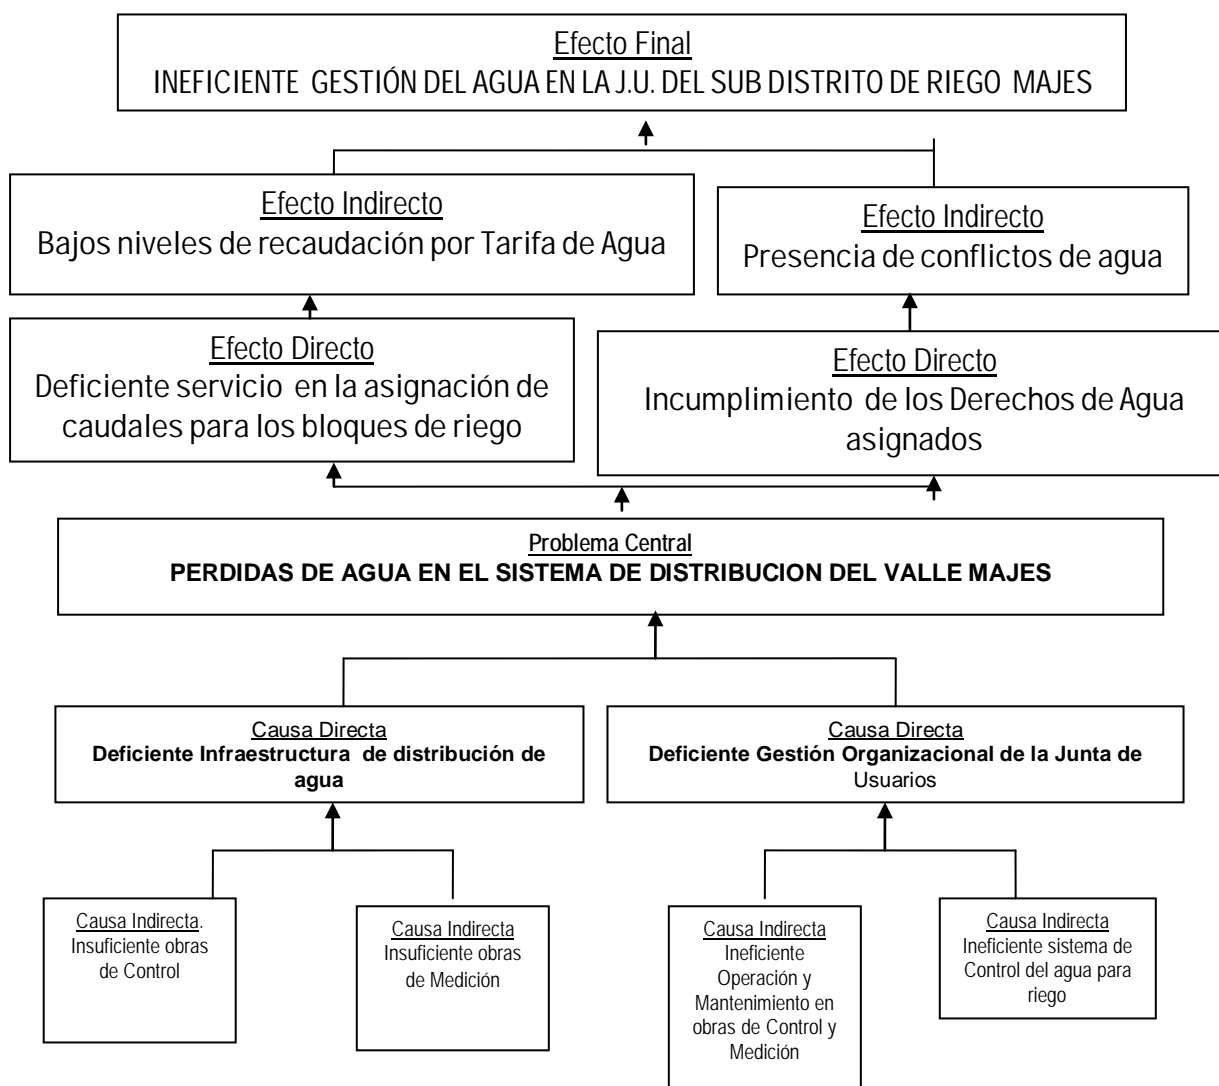 Efecto Final
INEFICIENTE GESTIÓN DEL AGUA EN LA J.U. DEL SUB DISTRITO DE RIEGO MAJES
Efecto Indirecto
Bajos niveles de recaudación por Tarifa de Agua
Efecto Indirecto
Presencia de conflictos de agua
Efecto Directo
Deficiente servicio en la asignación de
caudales para los bloques de riego
Efecto Directo
Incumplimiento de los Derechos de Agua
asignados
Problema Central
PERDIDAS DE AGUA EN EL SISTEMA DE DISTRIBUCION DEL VALLE MAJES
Causa Directa
Deficiente Infraestructura de distribución de
agua
Causa Directa
Deficiente Gestión Organizacional de la Junta de
Usuarios
Causa Indirecta.
Insuficiente obras
de Control
Causa Indirecta
Insuficiente obras
de Medición
Causa Indirecta
Ineficiente
Operación y
Mantenimiento en
obras de Control y
Medición
Causa Indirecta
Ineficiente sistema de
Control del agua para
riego